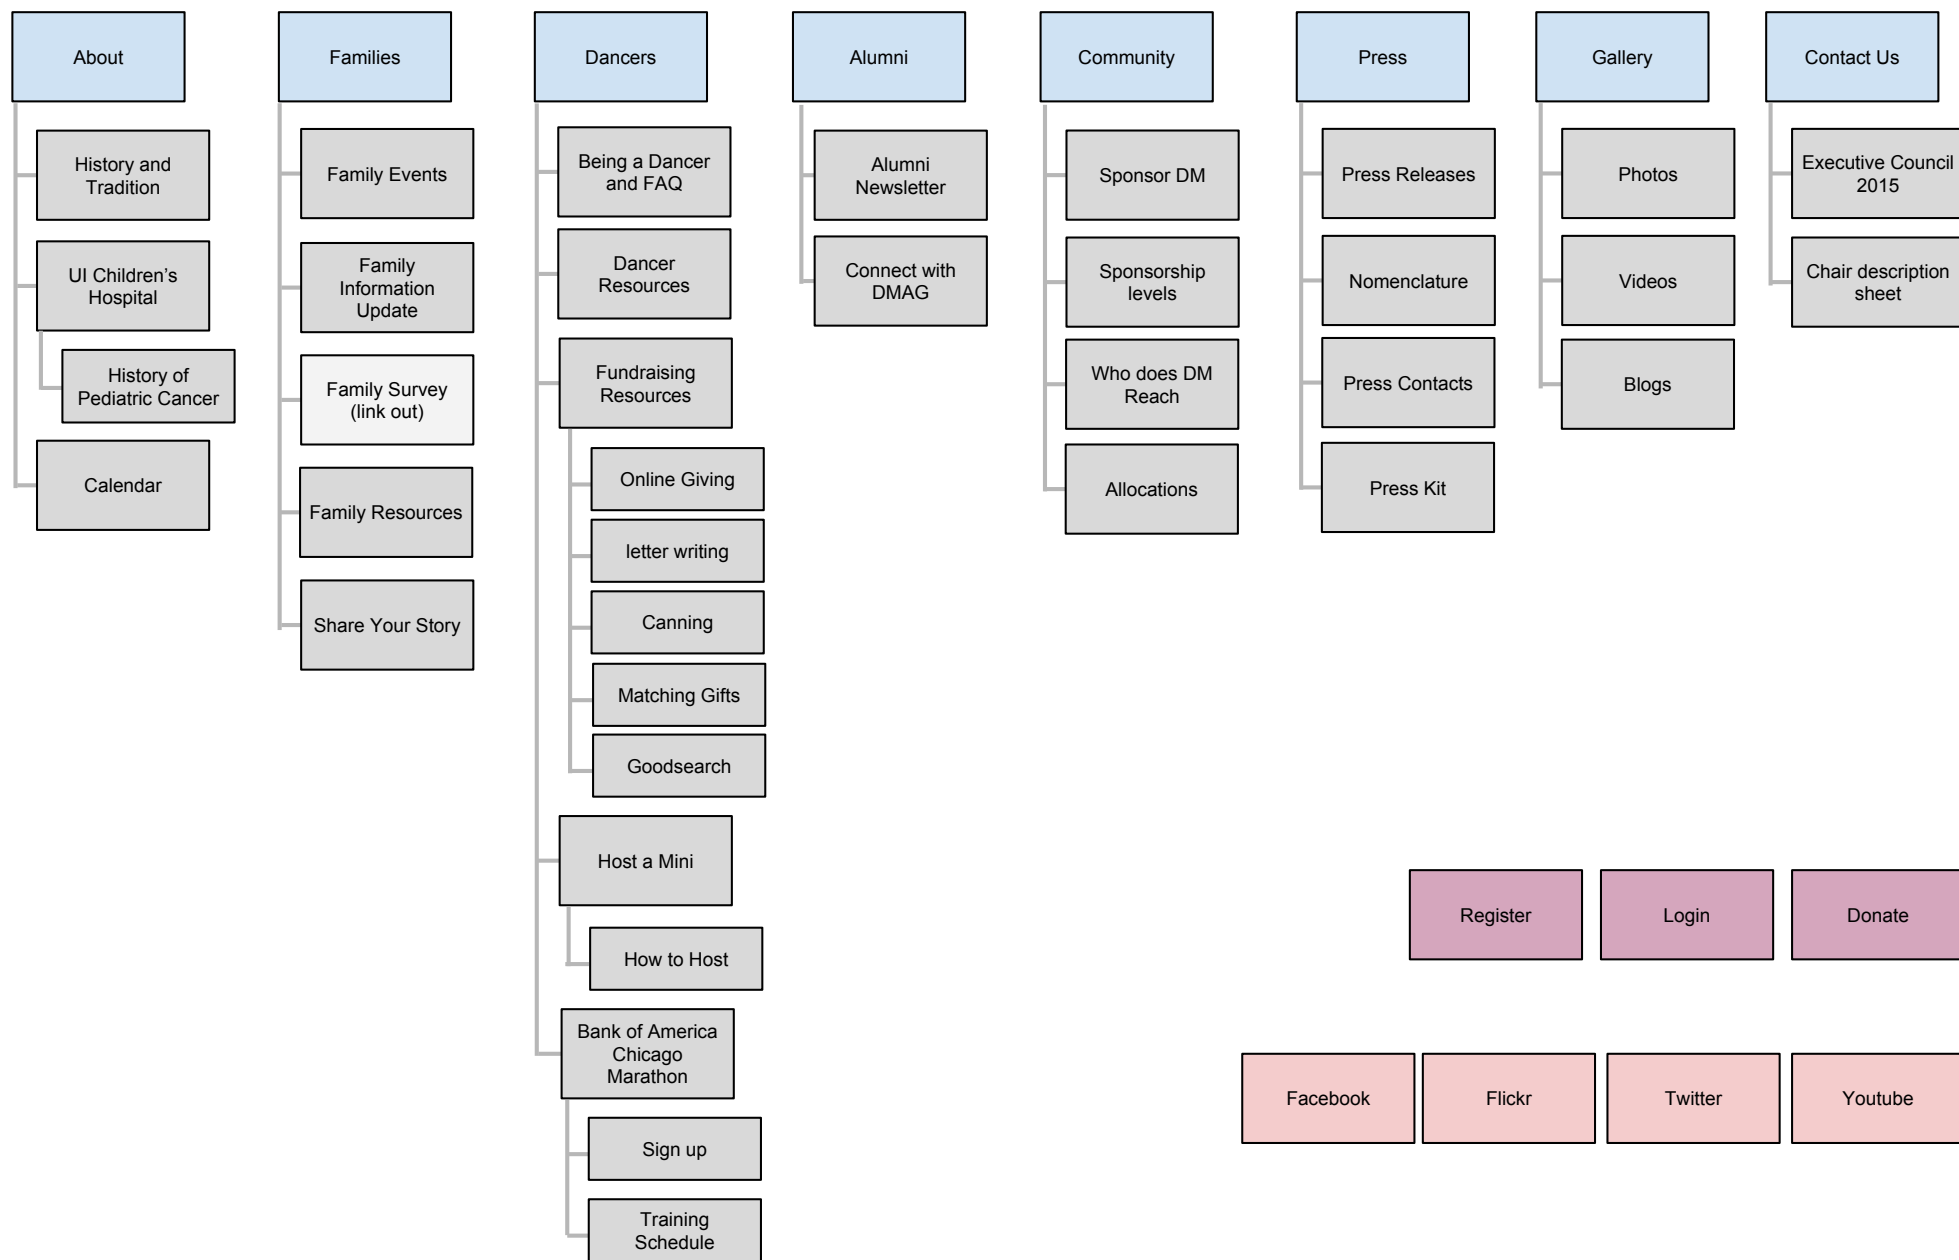 About
Families
Dancers
Alumni
Community
Press
Gallery
Contact Us
History and
Tradition
UI Children's
Hospital
History of
Pediatric Cancer
Calendar
Family Events
Family
Information
Update
Family Survey
(link out)
Family Resources
Share Your Story
Being a Dancer
and FAQ
Dancer
Resources
Fundraising
Resources
Online Giving
letter writing
Canning
Matching Gifts
Goodsearch
Host a Mini
How to Host
Bank of America
Chicago
Marathon
Sign up
Training
Schedule
Alumni
Newsletter
Connect with
DMAG
Sponsor DM
Sponsorship
levels
Who does DM
Reach
Allocations
Press Releases
Nomenclature
Press Contacts
Press Kit
Photos
Videos
Blogs
Executive Council
2015
Chair description
sheet
Register
Login
Donate
Facebook
Flickr
Twitter
Youtube